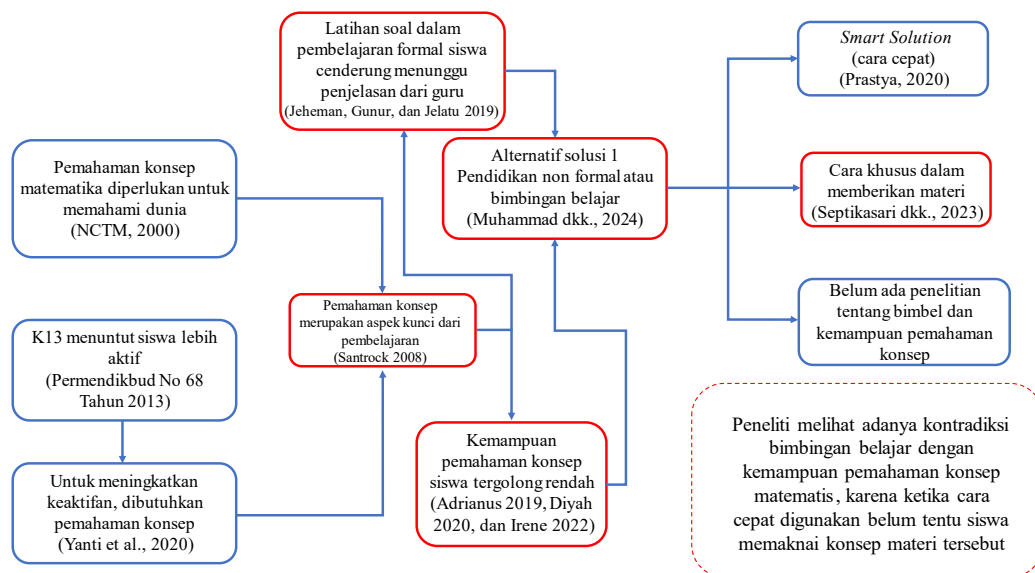 Pemahaman konsep
matematika diperlukan untuk
memahami dunia
(NCTM, 2000)
K13 menuntut siswa lebih
aktif
(Permendikbud No 68
Tahun 2013)
Untuk meningkatkan
keaktifan, dibutuhkan
pemahaman konsep
(Yanti et al., 2020)
Latihan soal dalam
pembelajaran formal siswa
cenderung menunggu
penjelasan dari guru
(Jeheman, Gunur, dan Jelatu 2019)
Pemahaman konsep
merupakan aspek kunci dari
pembelajaran
(Santrock 2008)
Kemampuan
pemahaman konsep
siswa tergolong rendah
(Adrianus 2019, Diyah
2020, dan Irene 2022)
Alternatif solusi 1
Pendidikan non formal atau
bimbingan belajar
(Muhammad dkk., 2024)
Smart Solution
(cara cepat)
(Prastya, 2020)
Cara khusus dalam
memberikan materi
(Septikasari dkk., 2023)
Belum ada penelitian
tentang bimbel dan
kemampuan pemahaman
konsep
Peneliti melihat adanya kontradiksi
bimbingan belajar dengan
kemampuan pemahaman konsep
matematis, karena ketika cara
cepat digunakan belum tentu siswa
memaknai konsep materi tersebut